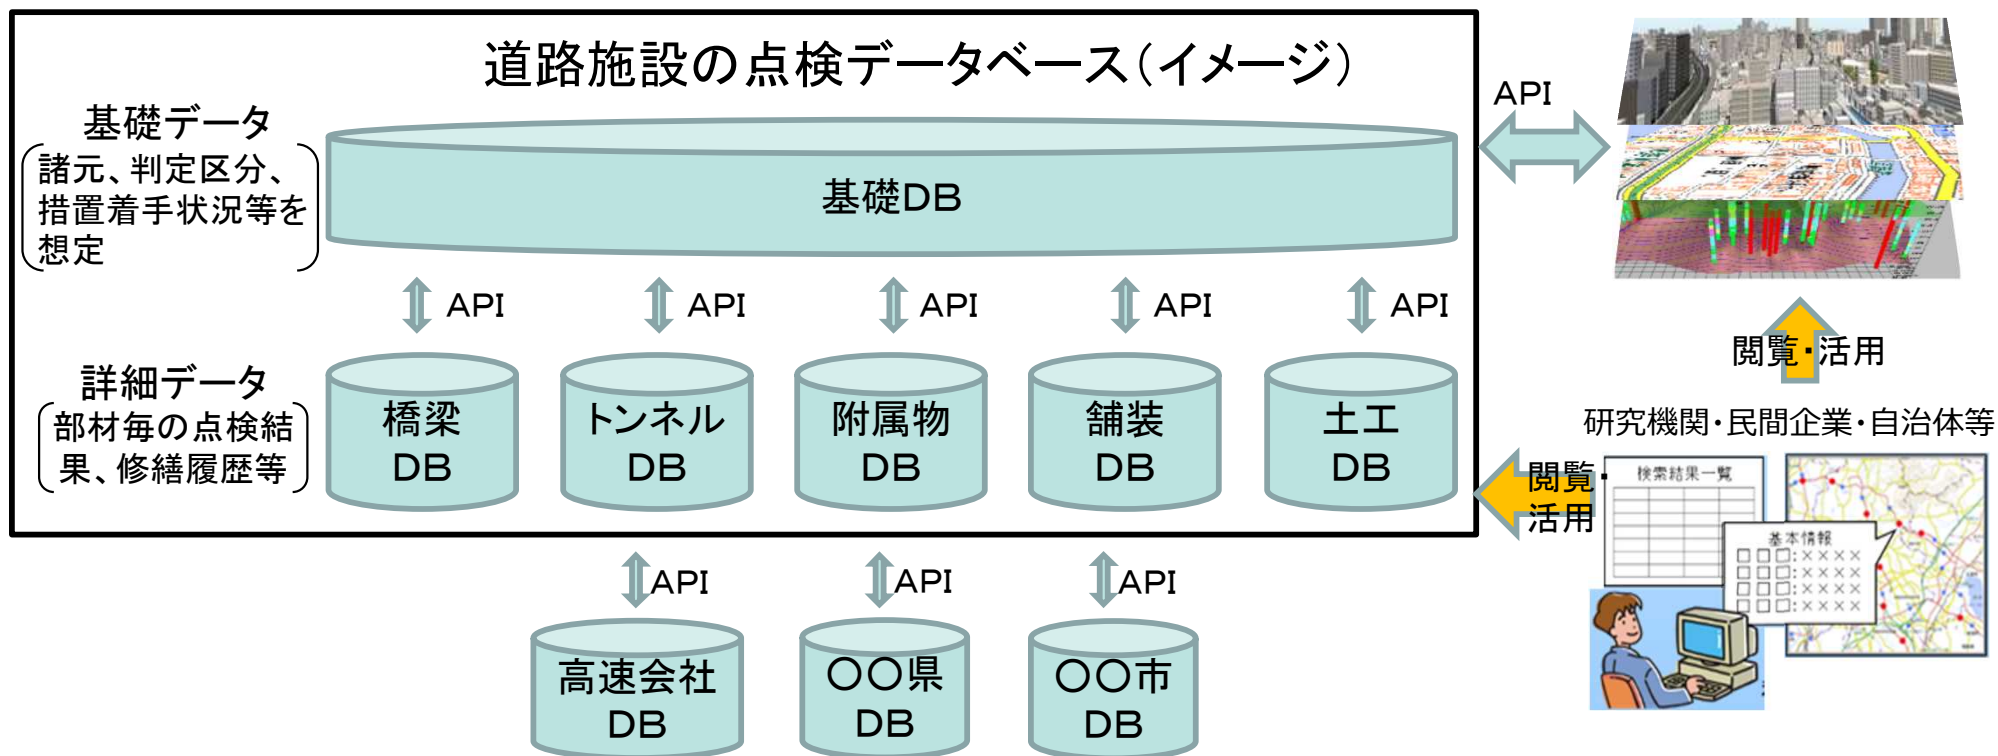 道路施設の点検データベース（イメージ）
基礎データ
諸元、判定区分、
措置着手状況等を
想定
基礎DB
API
API
API
API
API
API
詳細データ
部材毎の点検結
果、修繕履歴等
橋梁
DB
トンネル
DB
附属物
DB
舗装
DB
土工
DB
閲覧・活用
研究機関・民間企業・自治体等
閲覧・
活用
検索結果一覧
基本情報
□□□：××××
□□□：××××
□□□：××××
□□□：××××
API
API
API
高速会社
DB
〇〇県
DB
〇〇市
DB